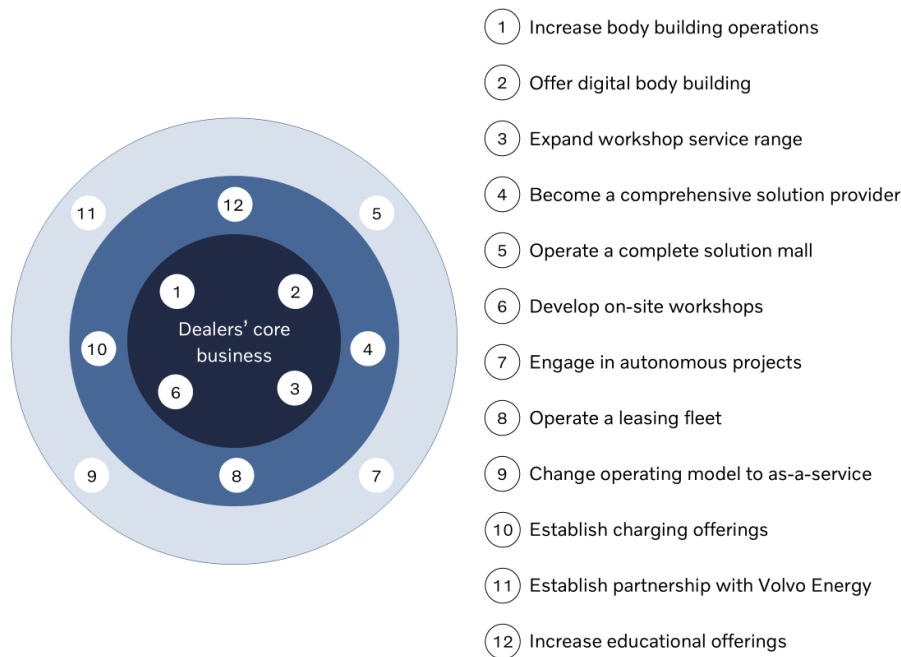 11
12
5
1
2
Dealers' core
business
10
4
6
3
9
8
7
1 Increase body building operations
2 Offer digital body building
3 Expand workshop service range
4 Become a comprehensive solution provider
5 Operate a complete solution mall
6 Develop on-site workshops
7 Engage in autonomous projects
8 Operate a leasing fleet
9 Change operating model to as-a-service
10 Establish charging offerings
11 Establish partnership with Volvo Energy
12 Increase educational offerings